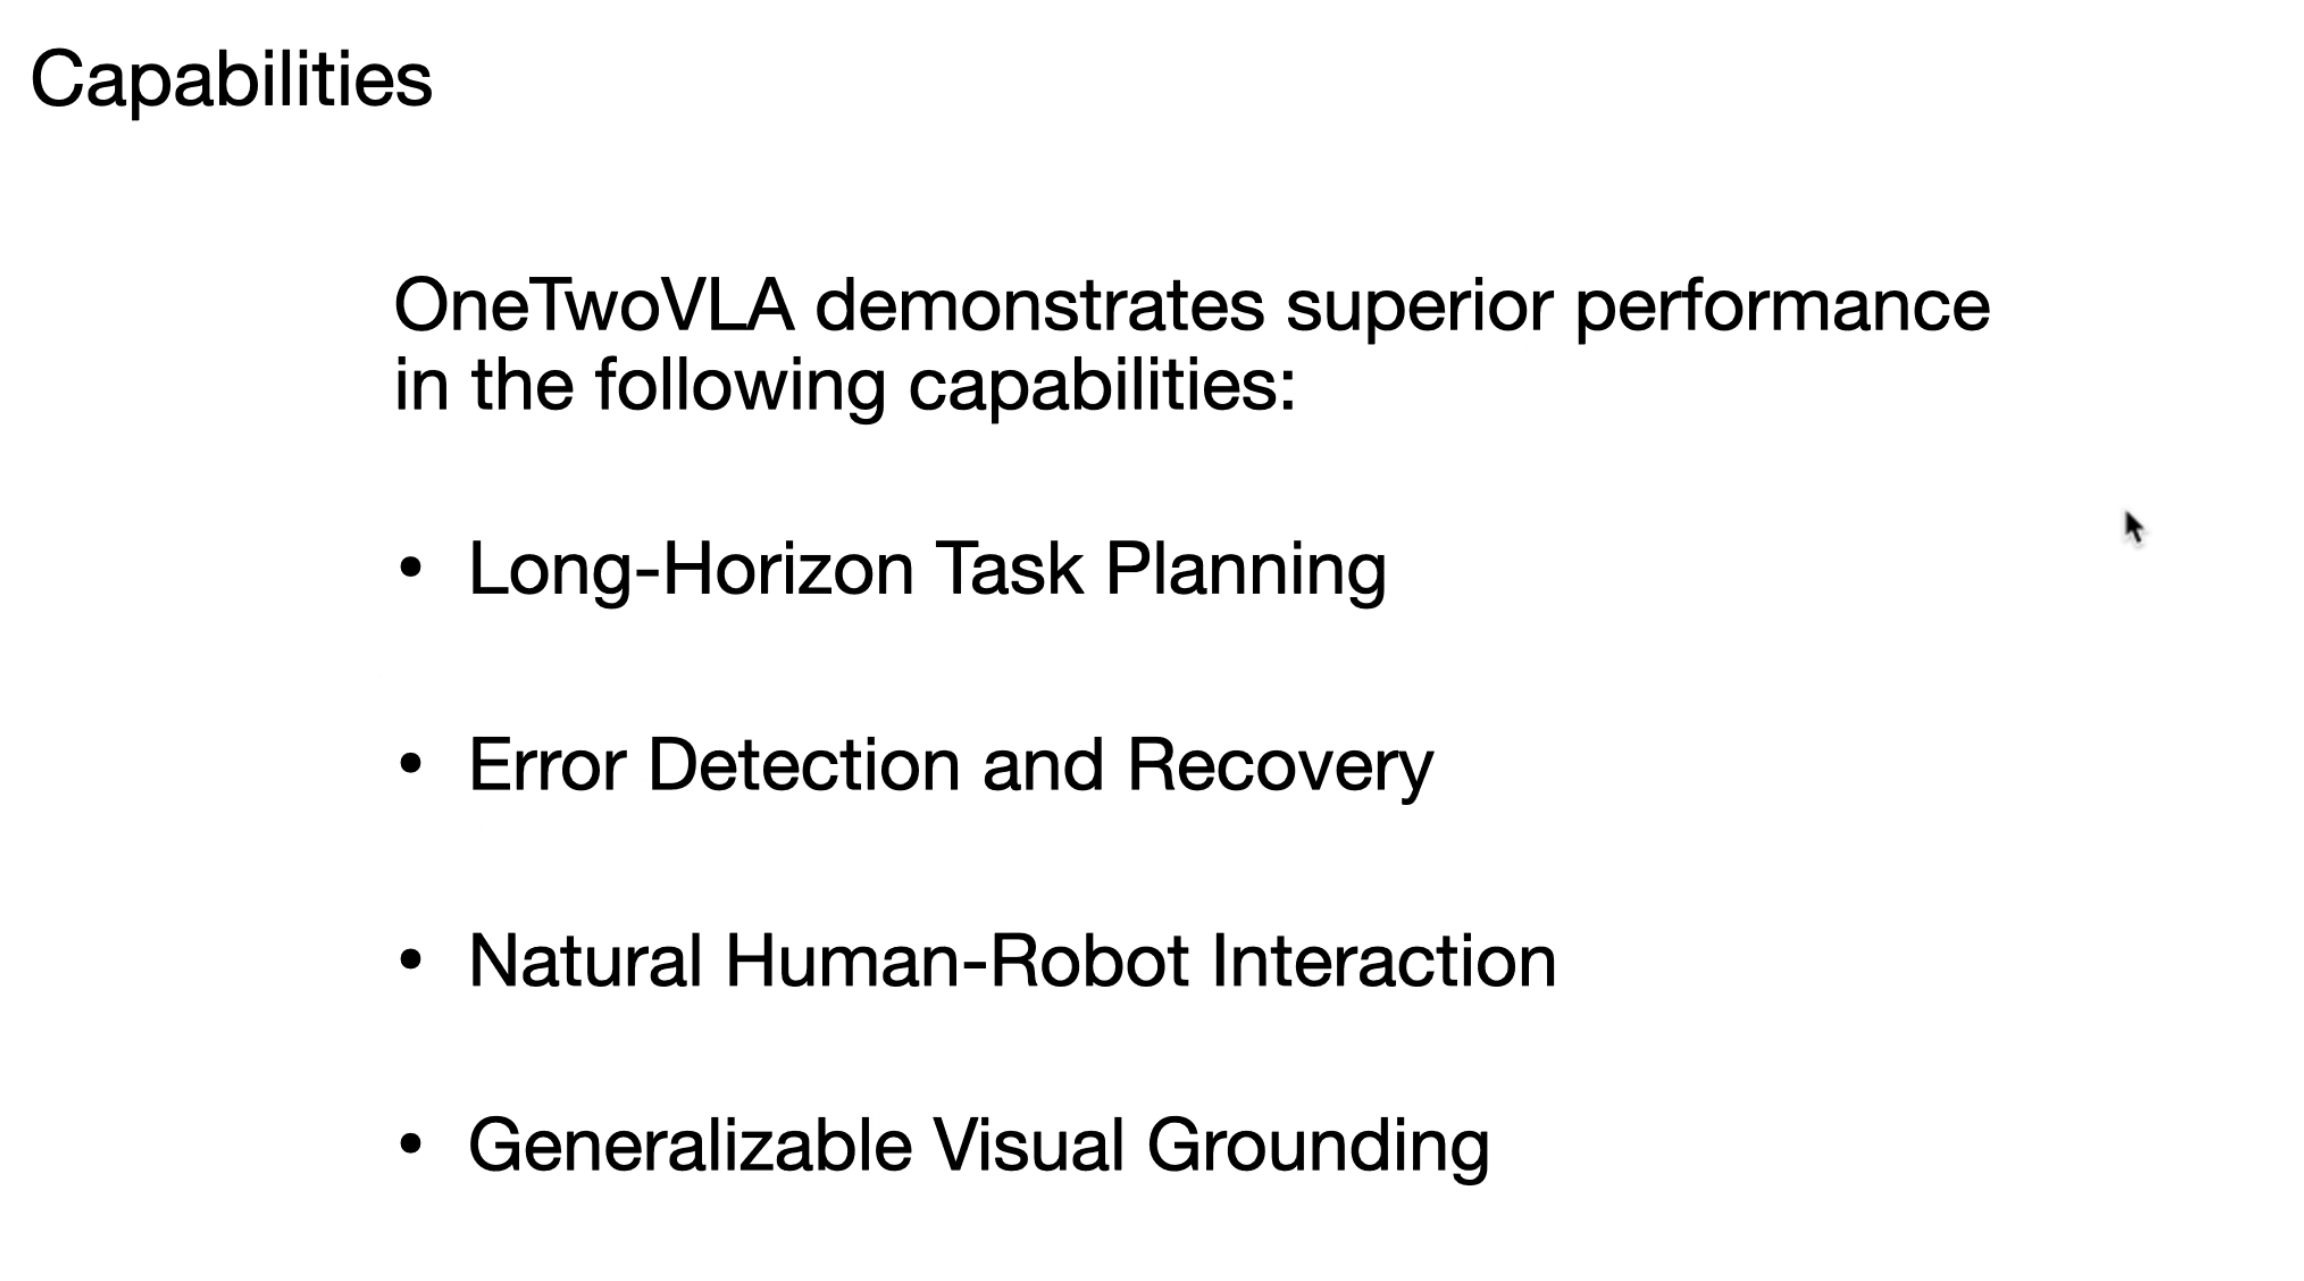 Capabilities
OneTwoVLA demonstrates superior performance
in the following capabilities:
• Long-Horizon Task Planning
• Error Detection and Recovery
• Natural Human-Robot Interaction
• Generalizable Visual Grounding